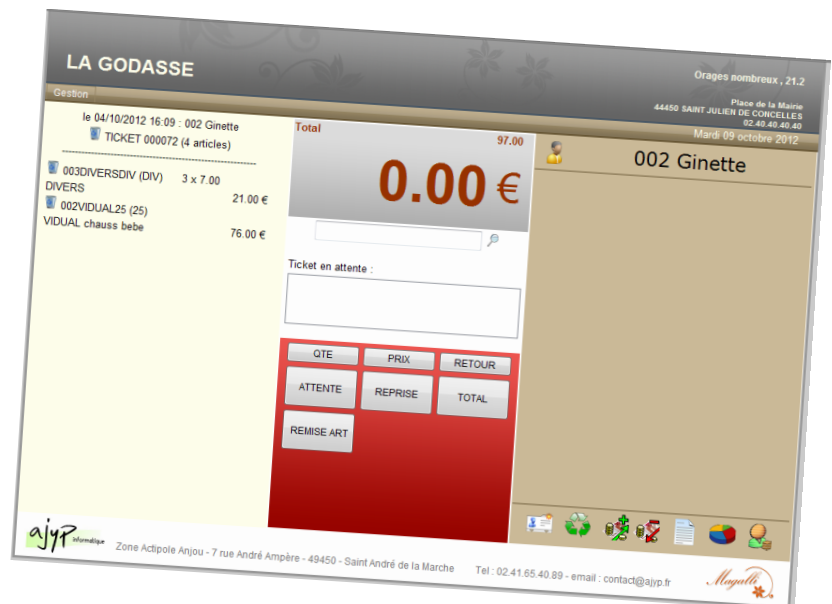 LA GODASSE
Orages nombreux , 21.2
Place de la Mairie
44450 SAINT JULIEN DE CONCELLES
02.40.40.40.40
Gestion
Mardi 09 octobre 2012
le 04/10/2012 16:09 : 002 Ginette
TICKET 000072 (4 articles)
003DIVERSDIV (DIV) 3 x 7.00
DIVERS 21.00 €
002VIDUAL25 (25)
VIDUAL chauss bebe 76.00 €
Total 97.00
0.00 €
Ticket en attente :
QTE PRIX RETOUR
ATTENTE REPRISE TOTAL
REMISE ART
002 Ginette
ajyp informatique
Zone Actipole Anjou - 7 rue André Ampère - 49450 - Saint André de la Marche Tel : 02.41.65.40.89 - email : contact@ajyp.fr
Magalli